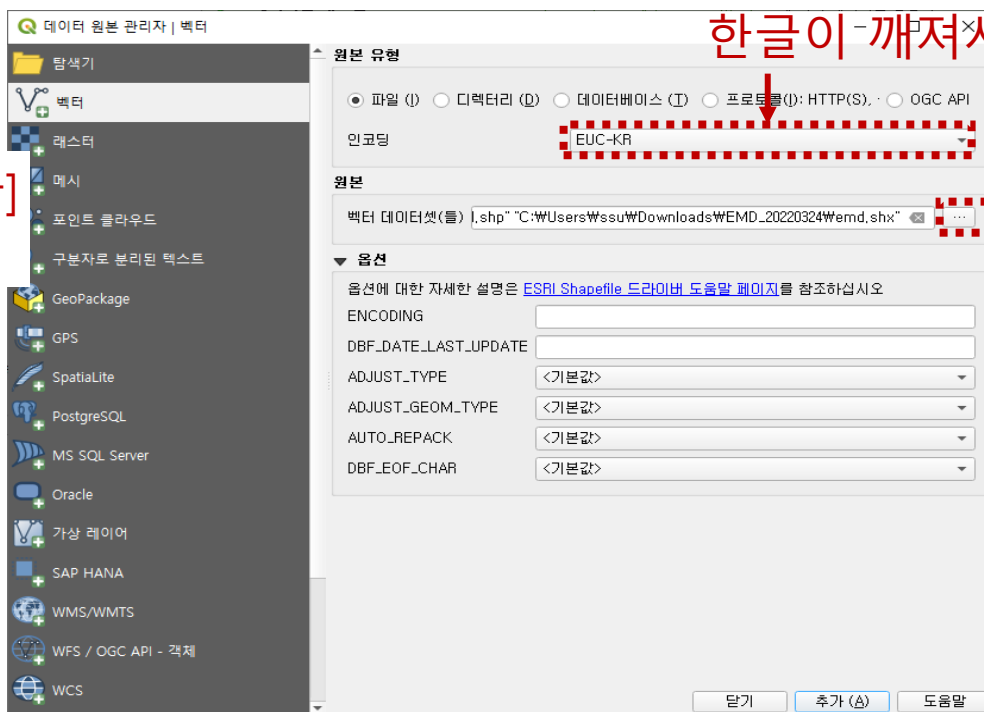 데이터 원본 관리자 | 벡터
한글이 깨져서
탐색기
벡터
래스터
메시
]
포인트 클라우드
구분자로 분리된 텍스트
GeoPackage
GPS
SpatiaLite
PostgreSQL
MS SQL Server
Oracle
가상 레이어
SAP HANA
WMS/WMTS
WFS / OGC API - 객체
WCS
원본 유형
파일 (I) 디렉터리 (D) 데이터베이스 (T) 프로토콜(I): HTTP(S), · OGC API
인코딩 EUC-KR
원본
벡터 데이터셋(들) l.shp" "C:₩Users₩ssu₩Downloads₩EMD_20220324₩emd.shx" ...
옵션
옵션에 대한 자세한 설명은 ESRI Shapefile 드라이버 도움말 페이지를 참조하십시오
ENCODING
DBF_DATE_LAST_UPDATE
ADJUST_TYPE <기본값>
ADJUST_GEOM_TYPE <기본값>
AUTO_REPACK <기본값>
DBF_EOF_CHAR <기본값>
닫기 추가 (A) 도움말